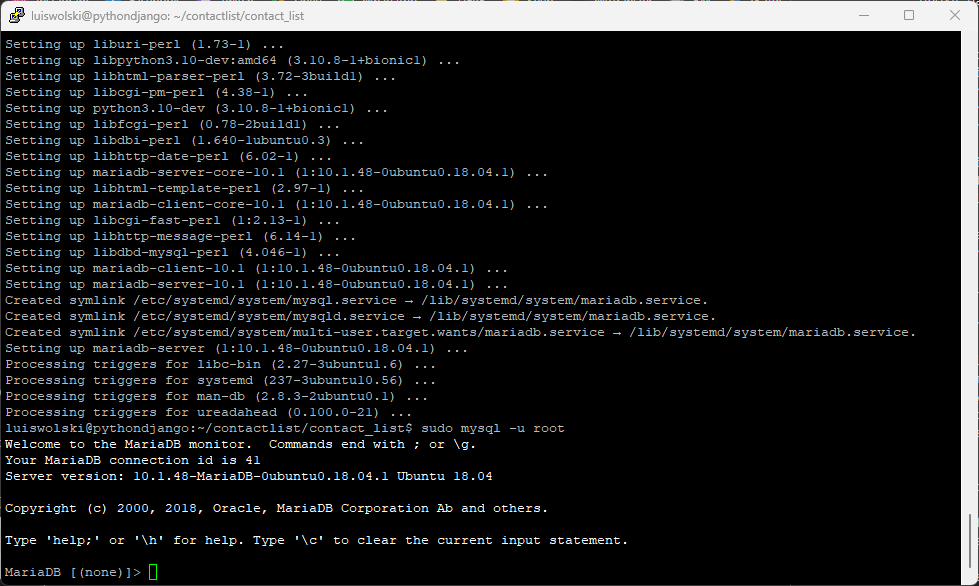 luiswolski@pythondjango: ~/contactlist/contact_list
Setting up liburi-perl (1.73-1) ...
Setting up libpython3.10-dev:amd64 (3.10.8-1+bionic1) ...
Setting up libhtml-parser-perl (3.72-3build1) ...
Setting up libcgi-pm-perl (4.38-1) ...
Setting up python3.10-dev (3.10.8-1+bionic1) ...
Setting up libfcgi-perl (0.78-2build1) ...
Setting up libdbi-perl (1.640-1ubuntu0.3) ...
Setting up libhttp-date-perl (6.02-1) ...
Setting up mariadb-server-core-10.1 (1:10.1.48-0ubuntu0.18.04.1) ...
Setting up libhtml-template-perl (2.97-1) ...
Setting up mariadb-client-core-10.1 (1:10.1.48-0ubuntu0.18.04.1) ...
Setting up libcgi-fast-perl (1:2.13-1) ...
Setting up libhttp-message-perl (6.14-1) ...
Setting up libdbd-mysql-perl (4.046-1) ...
Setting up mariadb-client-10.1 (1:10.1.48-0ubuntu0.18.04.1) ...
Setting up mariadb-server-10.1 (1:10.1.48-0ubuntu0.18.04.1) ...
Created symlink /etc/systemd/system/mysql.service → /lib/systemd/system/mariadb.service.
Created symlink /etc/systemd/system/mysqld.service → /lib/systemd/system/mariadb.service.
Created symlink /etc/systemd/system/multi-user.target.wants/mariadb.service → /lib/systemd/system/mariadb.service.
Setting up mariadb-server (1:10.1.48-0ubuntu0.18.04.1) ...
Processing triggers for libc-bin (2.27-3ubuntu1.6) ...
Processing triggers for systemd (237-3ubuntu10.56) ...
Processing triggers for man-db (2.8.3-2ubuntu0.1) ...
Processing triggers for ureadahead (0.100.0-21) ...
luiswolski@pythondjango:~/contactlist/contact_list$ sudo mysql -u root
Welcome to the MariaDB monitor.  Commands end with ; or \g.
Your MariaDB connection id is 41
Server version: 10.1.48-MariaDB-0ubuntu0.18.04.1 Ubuntu 18.04
Copyright (c) 2000, 2018, Oracle, MariaDB Corporation Ab and others.
Type 'help;' or '\h' for help. Type '\c' to clear the current input statement.
MariaDB [(none)]>